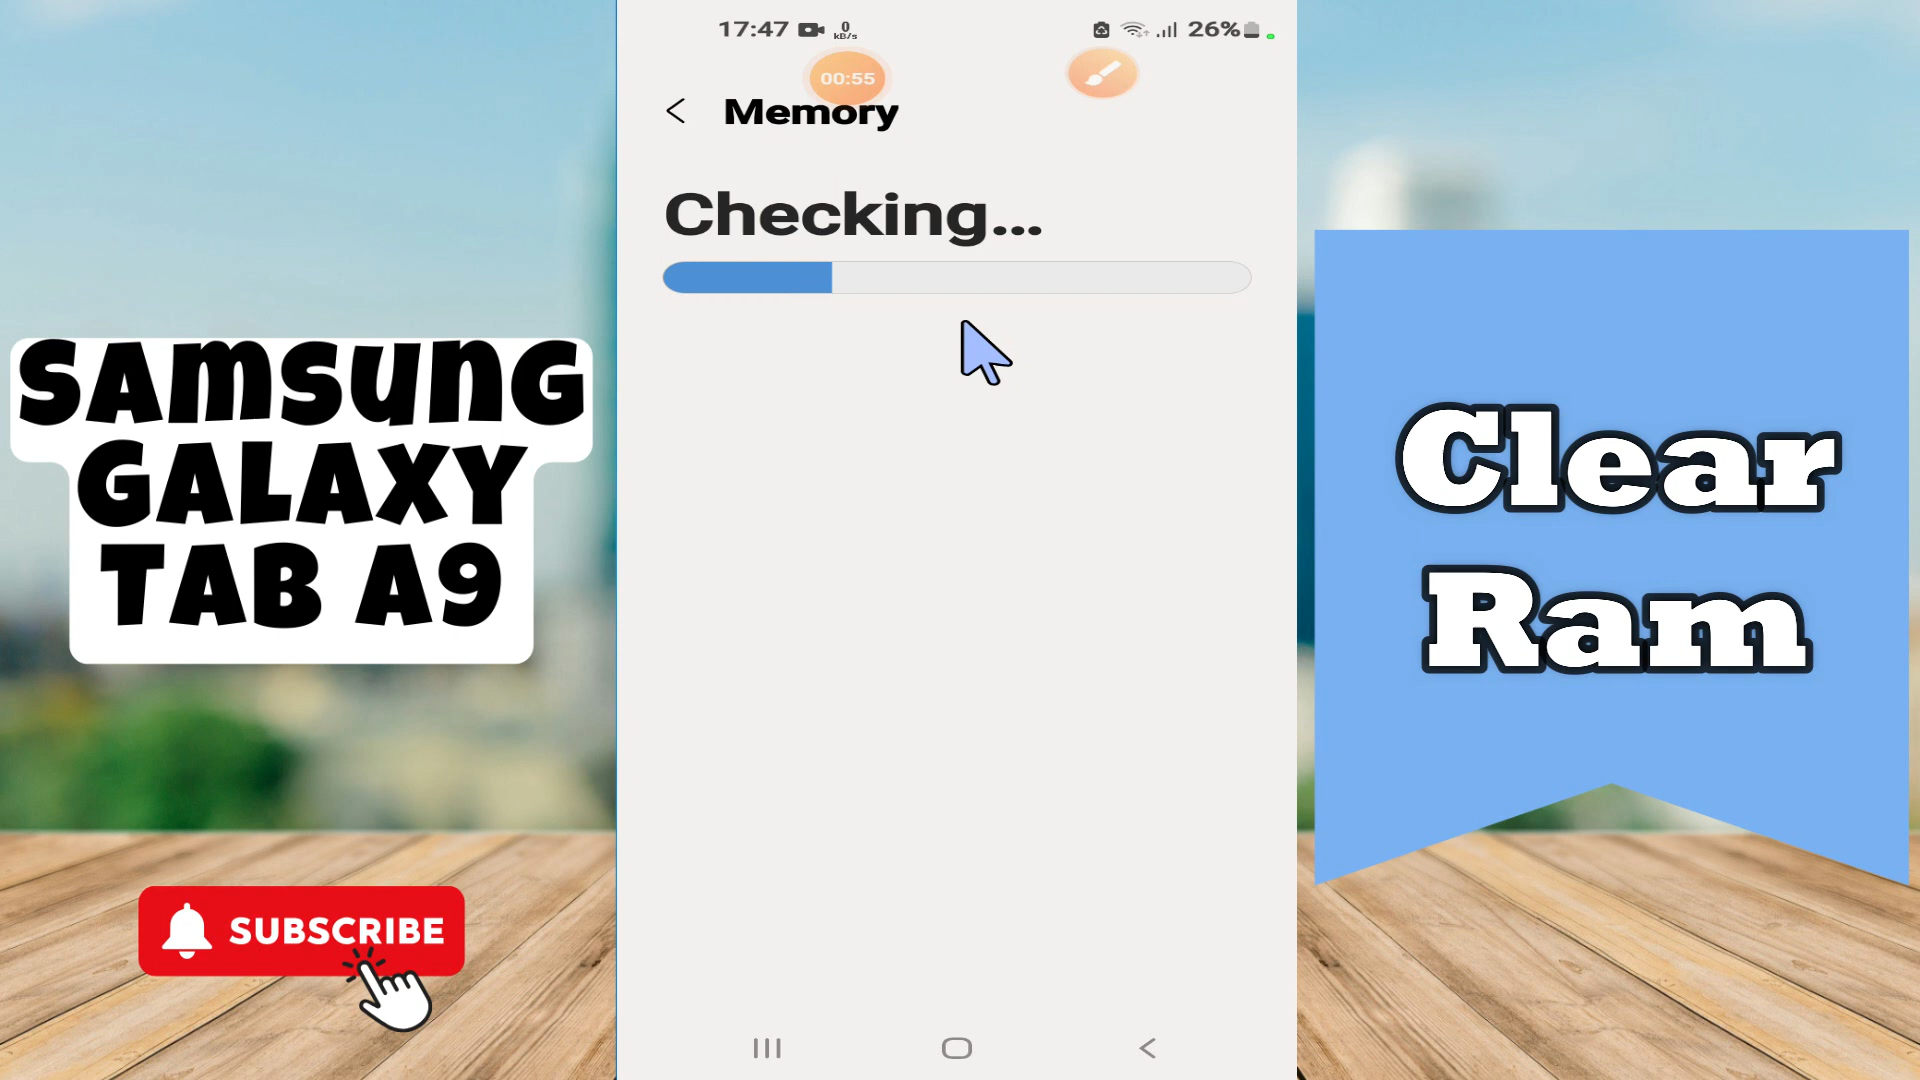 17:47 0 kB/s 26%
00:55
Memory
Checking...
SAMSUNG
GALAXY
TAB A9
Clear
Ram
SUBSCRIBE